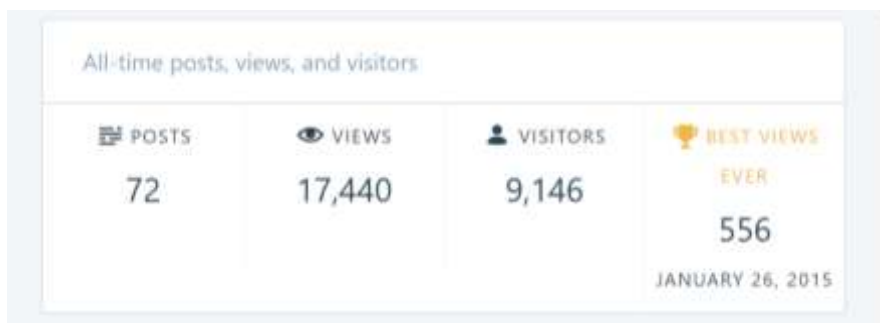 All-time posts, views, and visitors
POSTS
72
VIEWS
17,440
VISITORS
9,146
BEST VIEWS
EVER
556
JANUARY 26, 2015